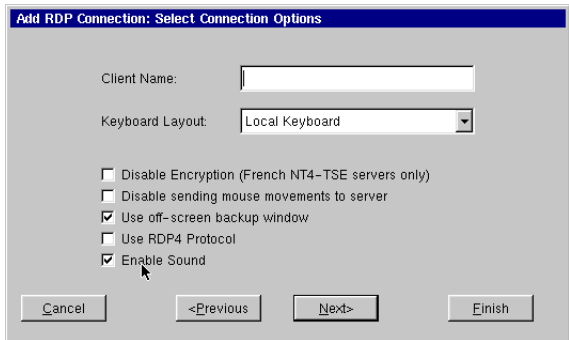 Add RDP Connection: Select Connection Options
Client Name:
Keyboard Layout: Local Keyboard
Disable Encryption (French NT4-TSE servers only)
Disable sending mouse movements to server
Use off-screen backup window
Use RDP4 Protocol
Enable Sound
Cancel <Previous Next> Finish